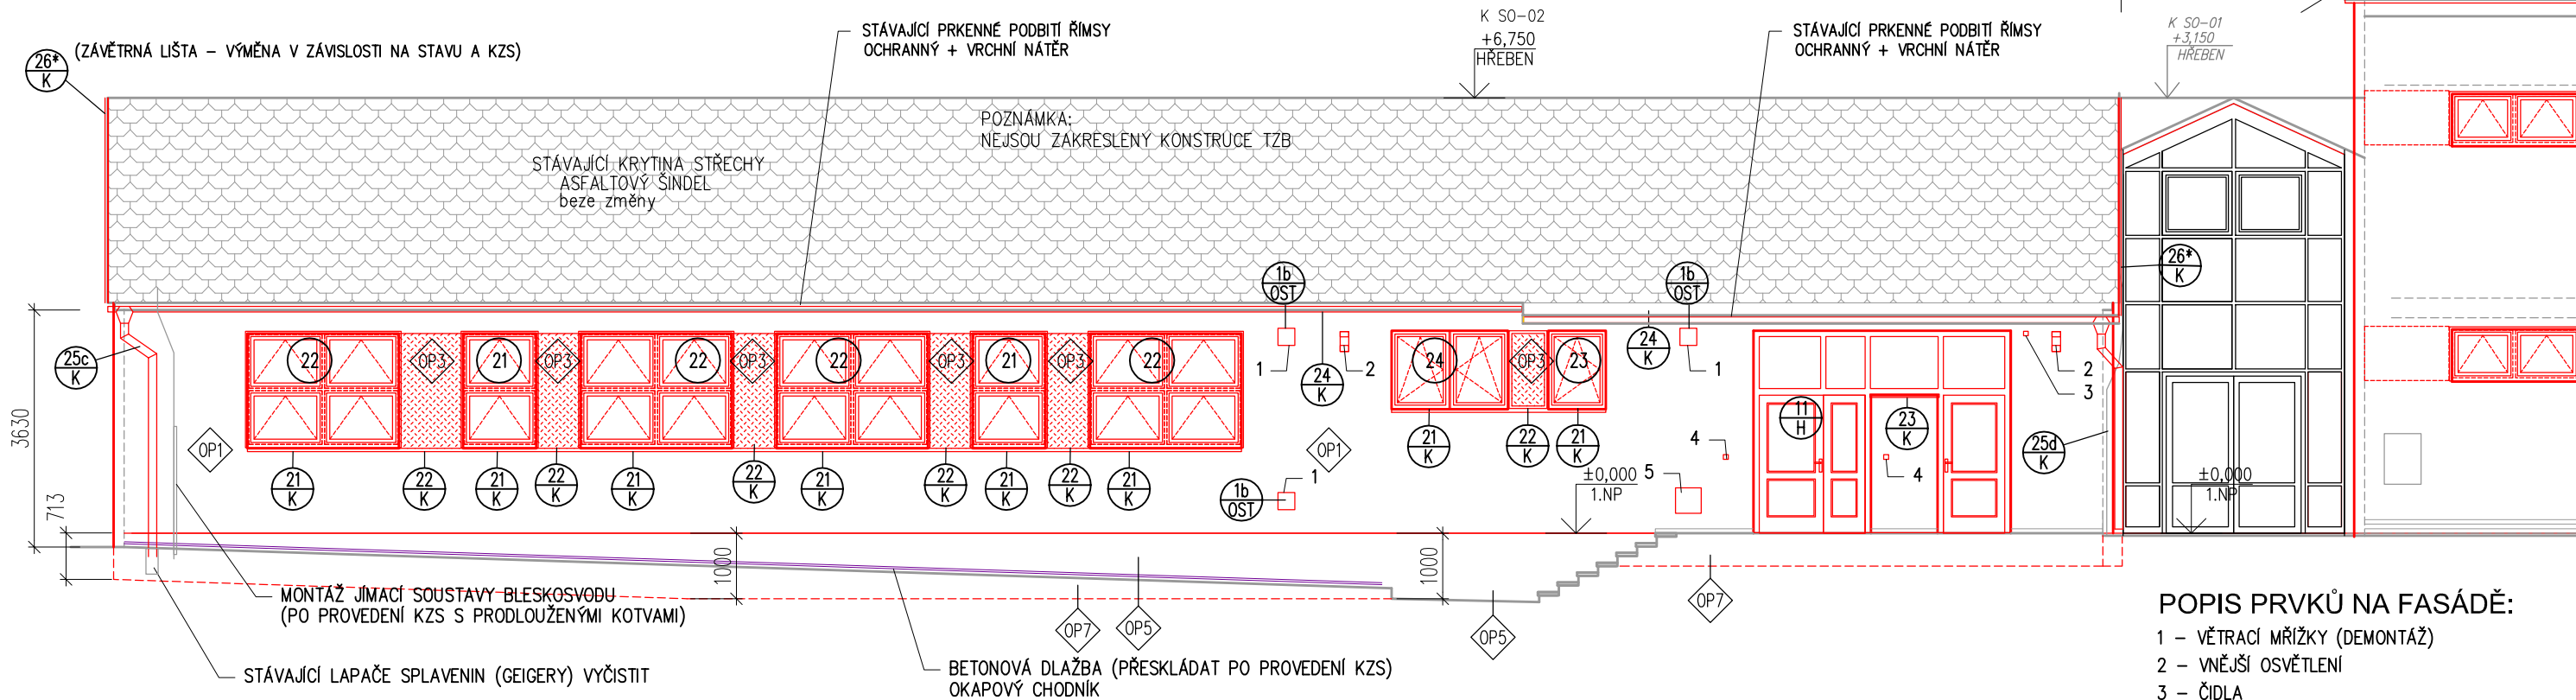 26*
K
(ZÁVĚTRNÁ LIŠTA – VÝMĚNA V ZÁVISLOSTI NA STAVU A KZS)
STÁVAJÍCÍ PRKENNÉ PODBITÍ ŘÍMSY
OCHRANNÝ + VRCHNÍ NÁTĚR
K SO-02
+6,750
HŘEBEN
STÁVAJÍCÍ PRKENNÉ PODBITÍ ŘÍMSY
OCHRANNÝ + VRCHNÍ NÁTĚR
K SO-01
+3,150
HŘEBEN
POZNÁMKA:
NEJSOU ZAKRESLENY KONSTRUCE TZB
STÁVAJÍCÍ KRYTINA STŘECHY
ASFALTOVÝ ŠINDEL
beze změny
1b
OST
1b
OST
26*
K
25c
K
22
OP3
21
OP3
22
OP3
22
OP3
21
OP3
22
1
2
24
K
24
OP3
23
24
K
1
2
3
3630
713
OP1
21
K
22
K
21
K
22
K
21
K
22
K
21
K
22
K
21
K
22
K
21
K
OP1
1b
OST
1
21
K
22
K
21
K
4
5
11
H
23
K
4
25d
K
±0,000
1.NP
±0,000
1.NP
1000
1000
MONTÁŽ JÍMACÍ SOUSTAVY BLESKOSVODU
(PO PROVEDENÍ KZS S PRODLOUŽENÝMI KOTVAMI)
OP7
OP5
OP5
OP7
STÁVAJÍCÍ LAPAČE SPLAVENIN (GEIGERY) VYČISTIT
BETONOVÁ DLAŽBA (PŘESKLÁDAT PO PROVEDENÍ KZS)
OKAPOVÝ CHODNÍK
POPIS PRVKŮ NA FASÁDĚ:
1 – VĚTRACÍ MŘÍŽKY (DEMONTÁŽ)
2 – VNĚJŠÍ OSVĚTLENÍ
3 – ČIDLA